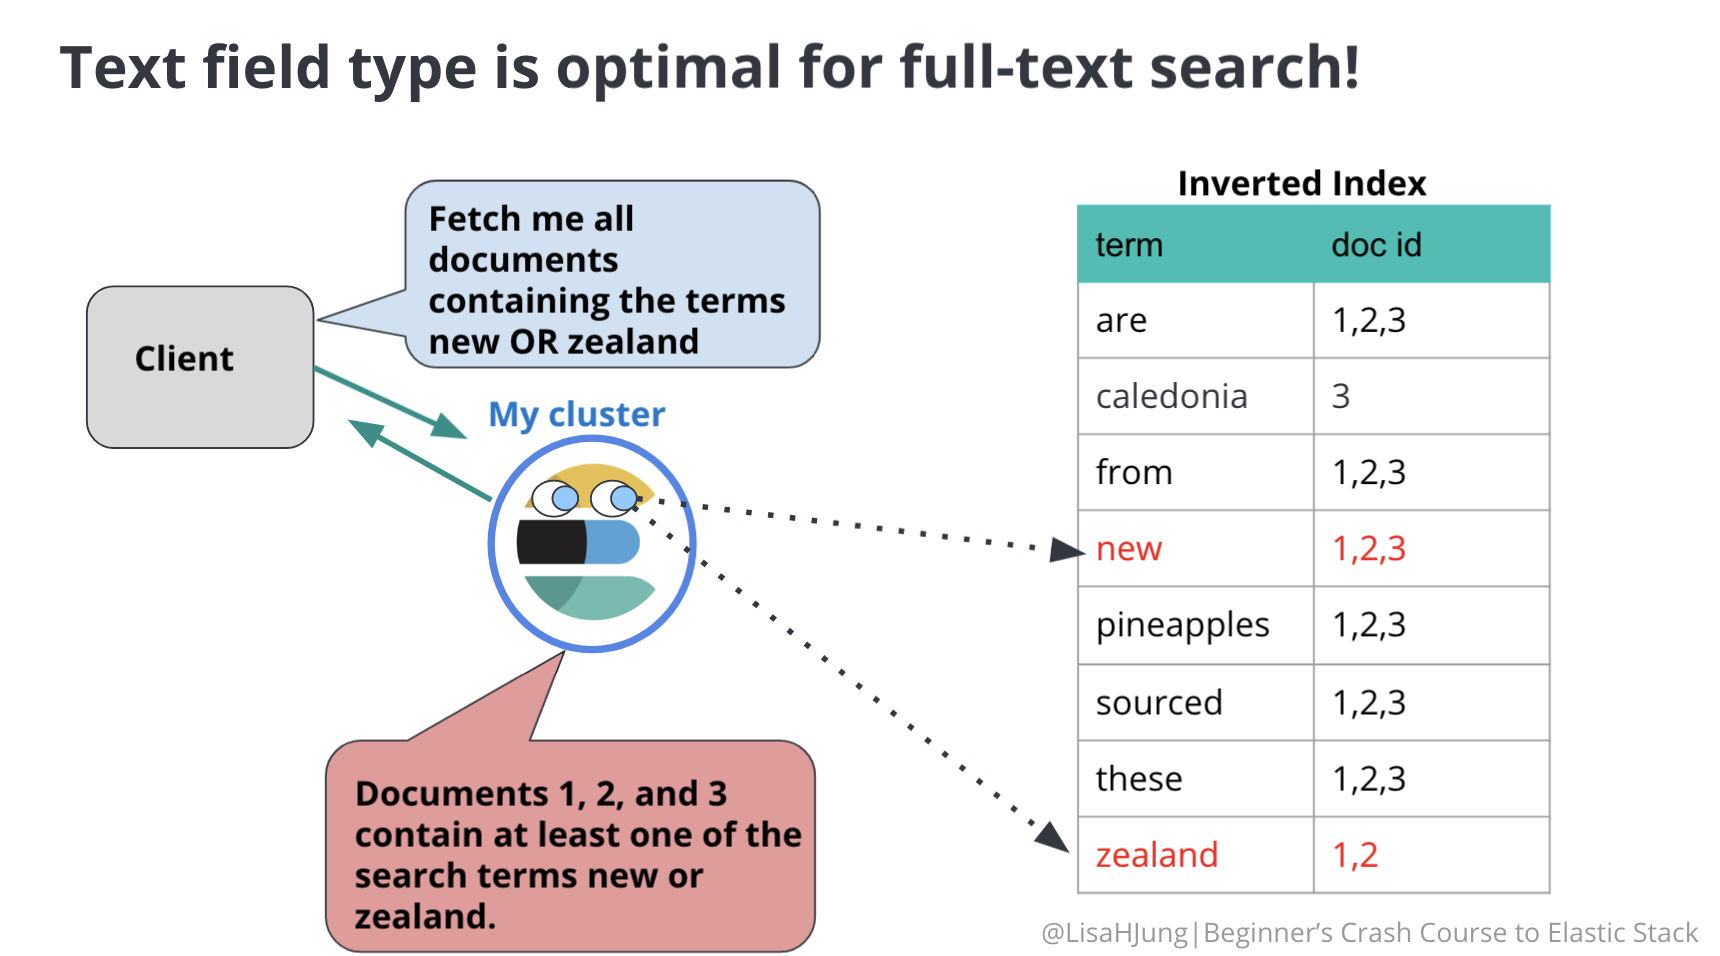 Text field type is optimal for full-text search!
Fetch me all
documents
containing the terms
new OR zealand
Client
My cluster
Documents 1, 2, and 3
contain at least one of the
search terms new or
zealand.
Inverted Index
term doc id
are 1,2,3
caledonia 3
from 1,2,3
new 1,2,3
pineapples 1,2,3
sourced 1,2,3
these 1,2,3
zealand 1,2
@LisaHJung|Beginner’s Crash Course to Elastic Stack